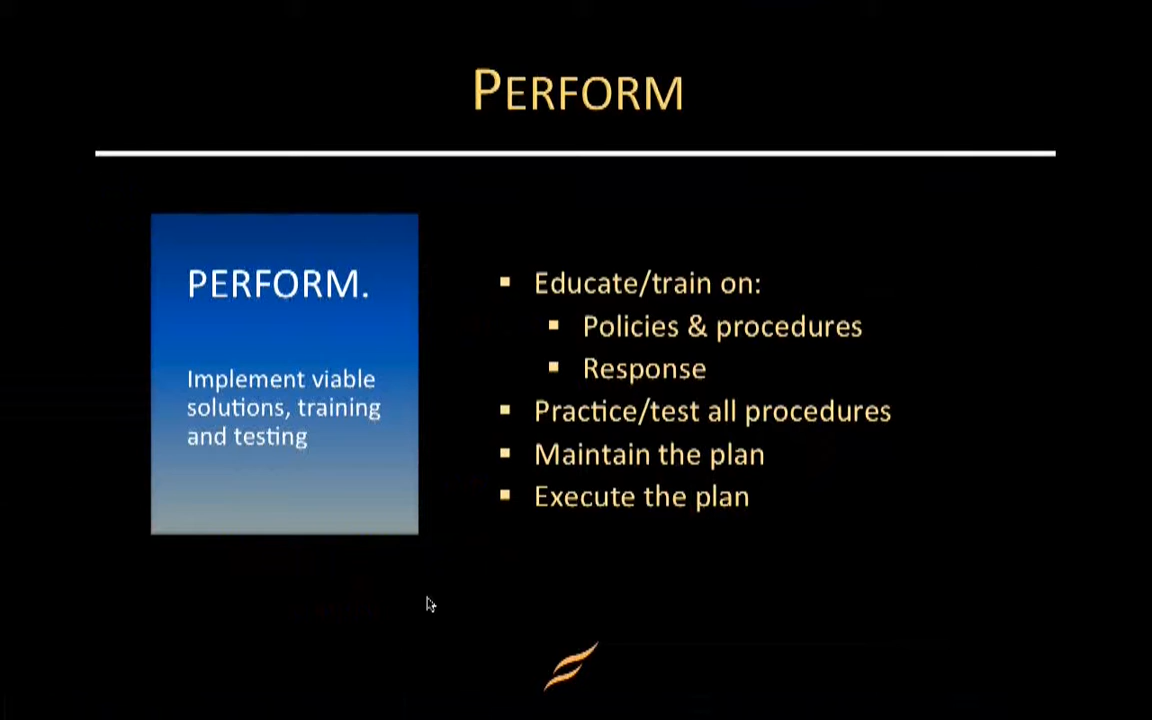 PERFORM
PERFORM.
Implement viable
solutions, training
and testing
▪ Educate/train on:
▪ Policies & procedures
▪ Response
▪ Practice/test all procedures
▪ Maintain the plan
▪ Execute the plan